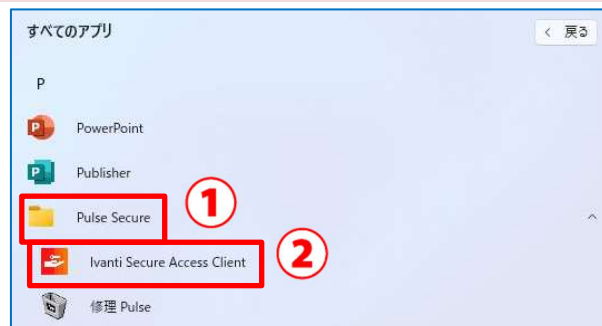 すべてのアプリ
< 戻る
P
PowerPoint
Publisher
Pulse Secure
①
Ivanti Secure Access Client
②
修理 Pulse